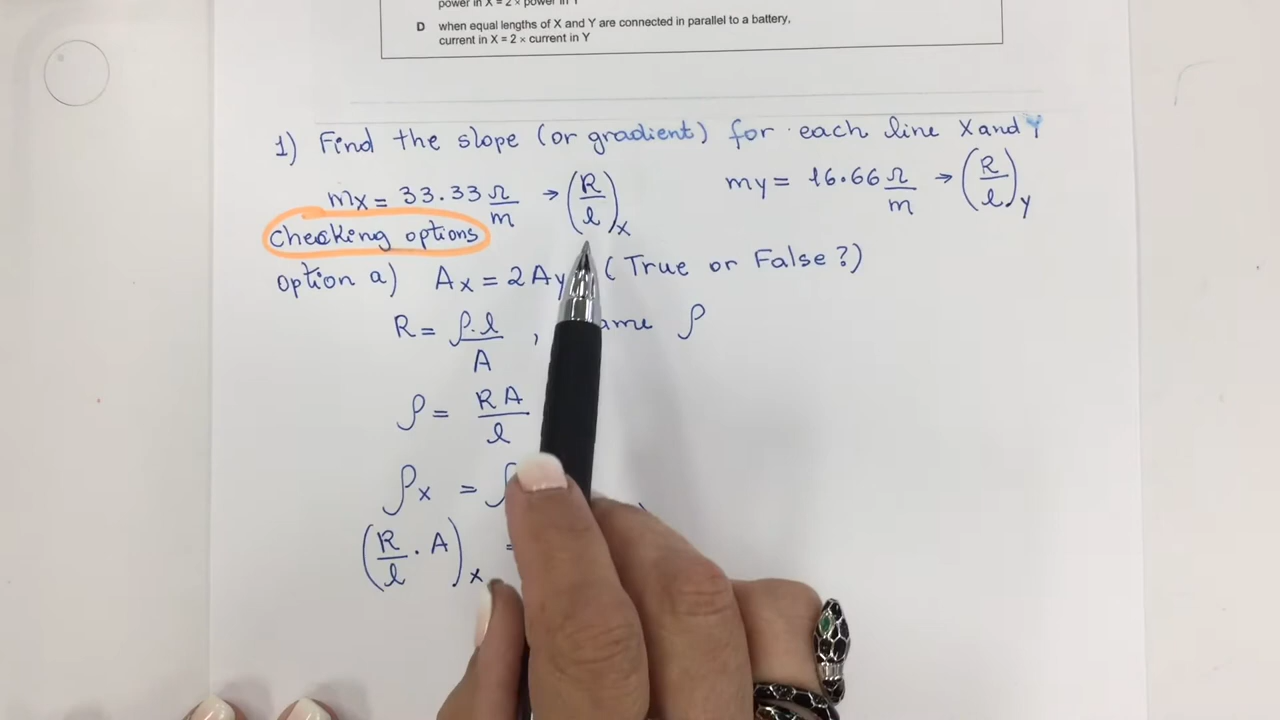 power in X = 2 × power in Y
D when equal lengths of X and Y are connected in parallel to a battery,
current in X = 2 × current in Y
1) Find the slope (or gradient) for each line X and Y
mx = 33.33 Ω/m → (R/l)x my = 16.66 Ω/m → (R/l)Y
Checking options
option a) Ax = 2Ay (True or False?)
R = ρ.l/A , ame ρ
ρ = RA/l
ρx = ρ
(R/l . A)x =